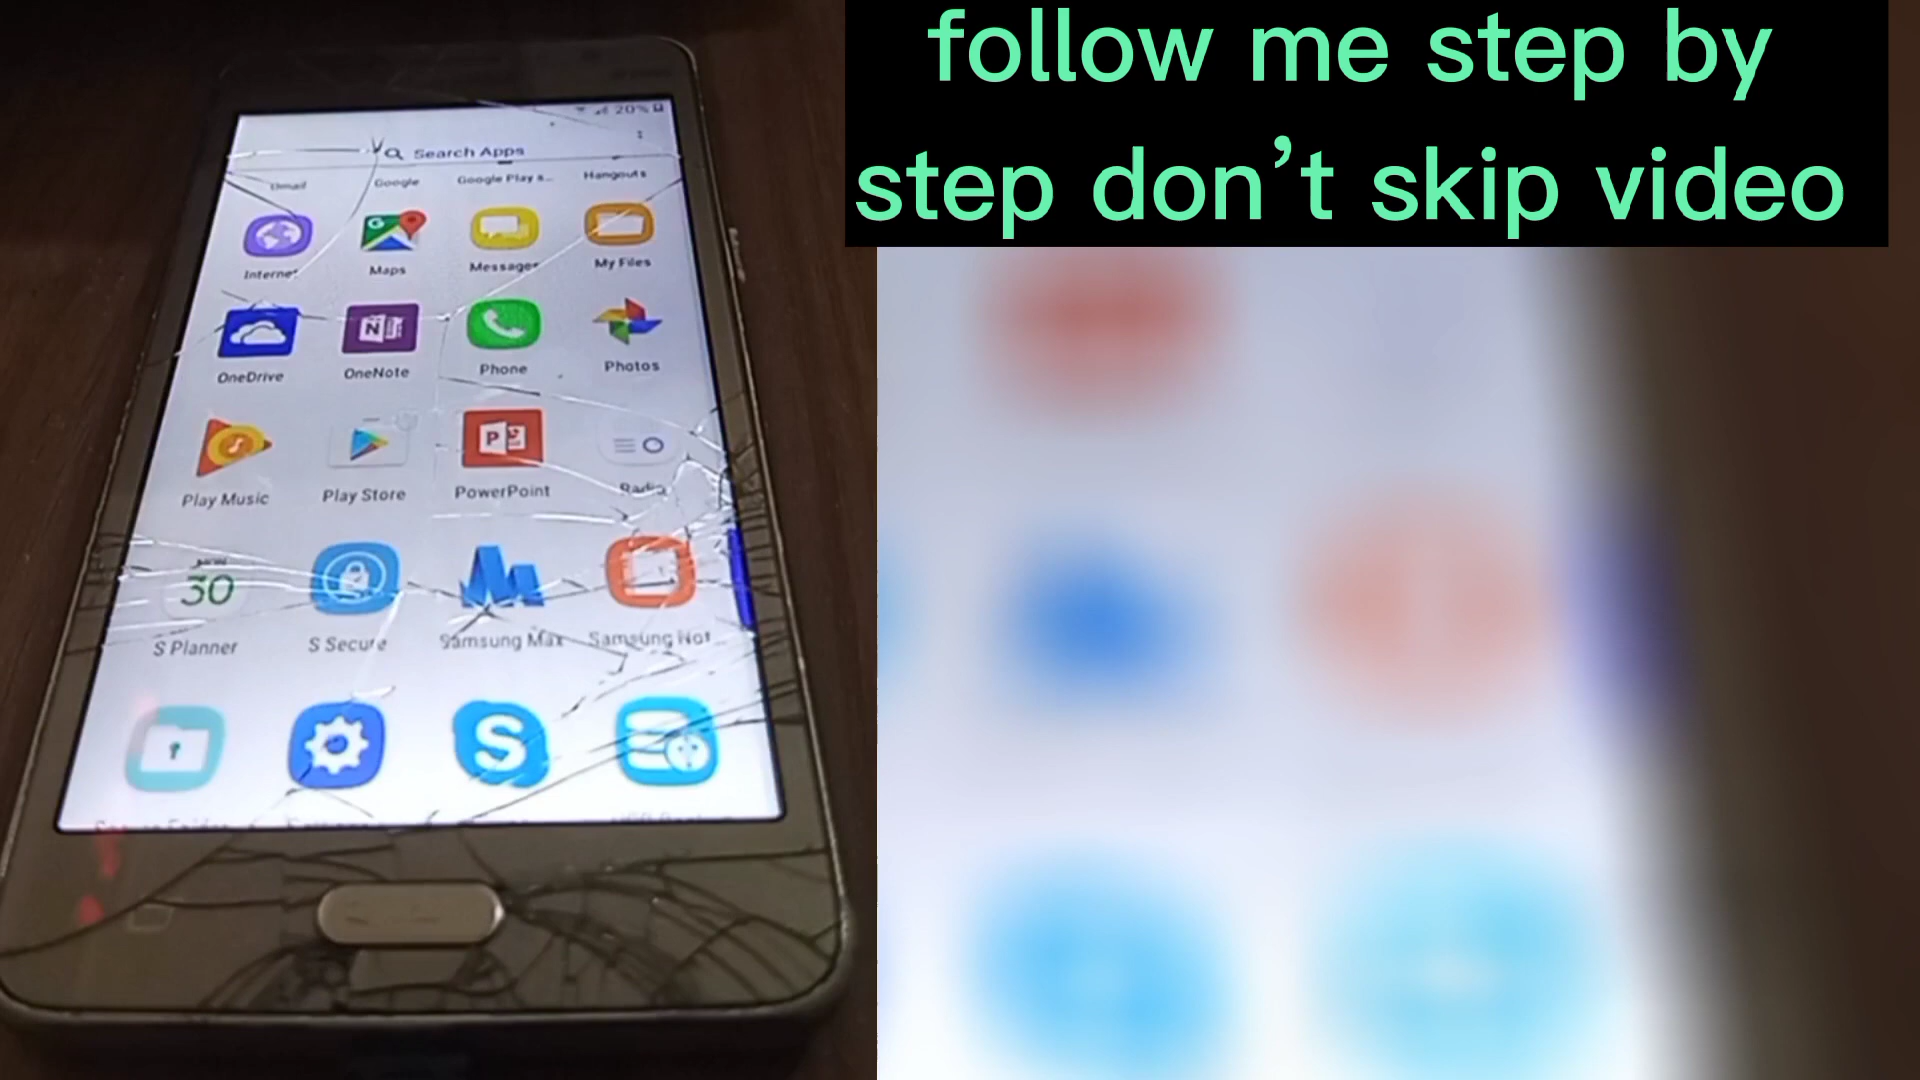 follow me step by
step don't skip video
20%
Search Apps
Gmail Google Google Play s... Hangouts
Internet Maps Messages My Files
OneDrive OneNote Phone Photos
Play Music Play Store PowerPoint Radio
30
S Planner S Secure Samsung Max Samsung Not..
S